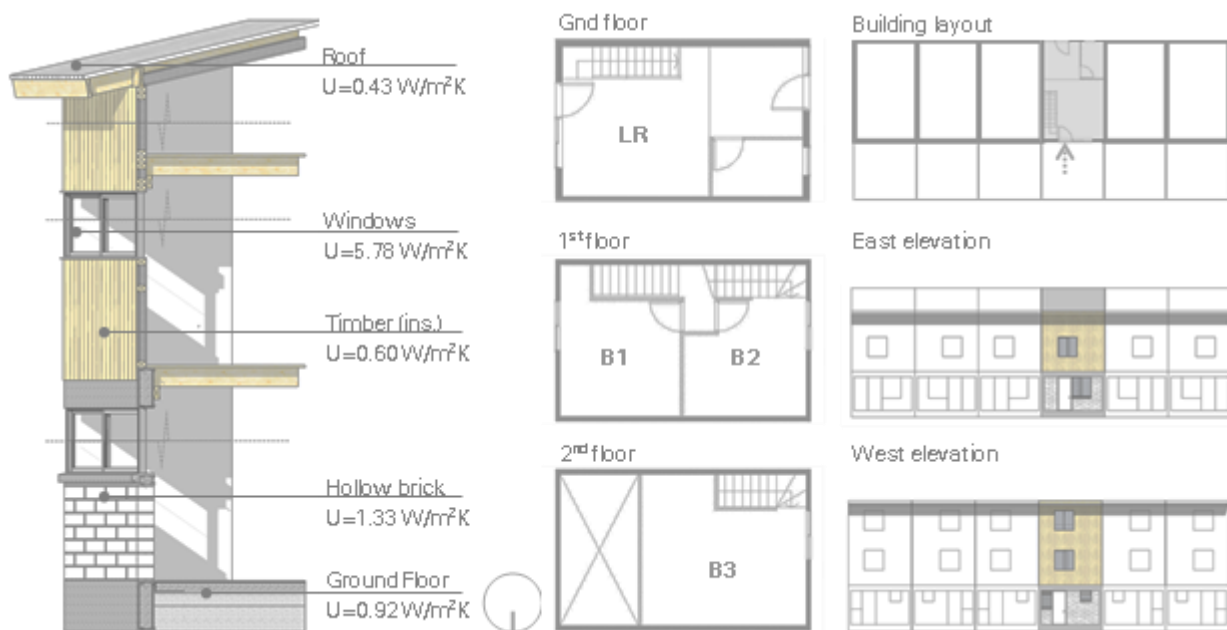 Roof
U=0.43 W/m²K
Windows
U=5.78 W/m²K
Timber (ins.)
U=0.60 W/m²K
Hollow brick
U=1.33 W/m²K
Ground Floor
U=0.92 W/m²K
Gnd floor
LR
1st floor
B1 B2
2nd floor
B3
Building layout
East elevation
West elevation